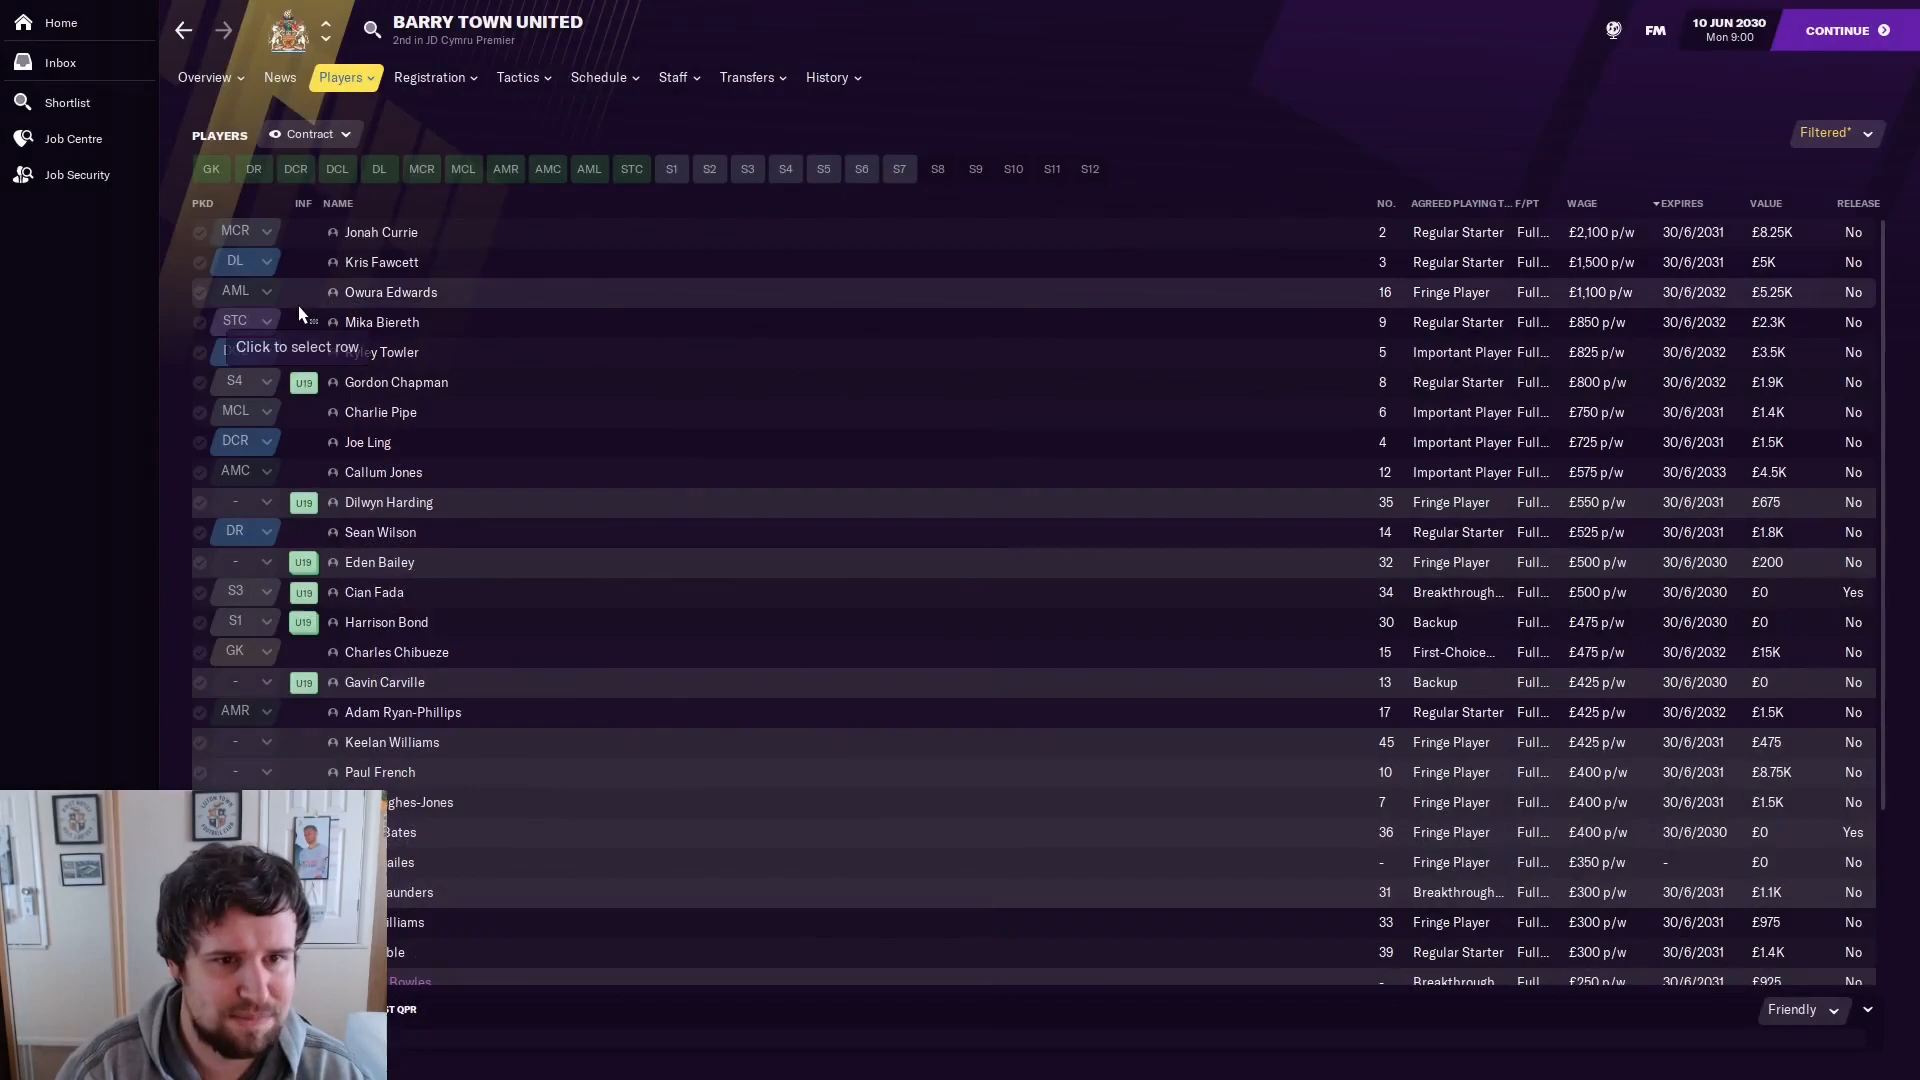 Home
Inbox
Shortlist
Job Centre
Job Security
BARRY TOWN UNITED
2nd in JD Cymru Premier
FM
10 JUN 2030
Mon 9:00
CONTINUE
Overview News Players Registration Tactics Schedule Staff Transfers History
PLAYERS Contract Filtered*
GK DR DCR DCL DL MCR MCL AMR AMC AML STC S1 S2 S3 S4 S5 S6 S7 S8 S9 S10 S11 S12
PKD INF NAME NO. AGREED PLAYING T... F/PT WAGE EXPIRES VALUE RELEASE
MCR Jonah Currie 2 Regular Starter Full... £2,100 p/w 30/6/2031 £8.25K No
DL Kris Fawcett 3 Regular Starter Full... £1,500 p/w 30/6/2031 £5K No
AML Owura Edwards 16 Fringe Player Full... £1,100 p/w 30/6/2032 £5.25K No
STC Mika Biereth 9 Regular Starter Full... £850 p/w 30/6/2032 £2.3K No
Click to select row y Towler 5 Important Player Full... £825 p/w 30/6/2032 £3.5K No
S4 U19 Gordon Chapman 8 Regular Starter Full... £800 p/w 30/6/2032 £1.9K No
MCL Charlie Pipe 6 Important Player Full... £750 p/w 30/6/2031 £1.4K No
DCR Joe Ling 4 Important Player Full... £725 p/w 30/6/2031 £1.5K No
AMC Callum Jones 12 Important Player Full... £575 p/w 30/6/2033 £4.5K No
- U19 Dilwyn Harding 35 Fringe Player Full... £550 p/w 30/6/2031 £675 No
DR Sean Wilson 14 Regular Starter Full... £525 p/w 30/6/2031 £1.8K No
- U19 Eden Bailey 32 Fringe Player Full... £500 p/w 30/6/2030 £200 No
S3 U19 Cian Fada 34 Breakthrough... Full... £500 p/w 30/6/2030 £0 Yes
S1 U19 Harrison Bond 30 Backup Full... £475 p/w 30/6/2030 £0 No
GK Charles Chibueze 15 First-Choice... Full... £475 p/w 30/6/2032 £15K No
- U19 Gavin Carville 13 Backup Full... £425 p/w 30/6/2030 £0 No
AMR Adam Ryan-Phillips 17 Regular Starter Full... £425 p/w 30/6/2032 £1.5K No
- Keelan Williams 45 Fringe Player Full... £425 p/w 30/6/2031 £475 No
- Paul French 10 Fringe Player Full... £400 p/w 30/6/2031 £8.75K No
ghes-Jones 7 Fringe Player Full... £400 p/w 30/6/2031 £1.5K No
Bates 36 Fringe Player Full... £400 p/w 30/6/2030 £0 Yes
ailes - Fringe Player Full... £350 p/w - £0 No
aunders 31 Breakthrough... Full... £300 p/w 30/6/2031 £1.1K No
illiams 33 Fringe Player Full... £300 p/w 30/6/2031 £975 No
ble 39 Regular Starter Full... £300 p/w 30/6/2031 £1.4K No
Bowles - Breakthrough Full £250 p/w 30/6/2031 £925 No
ST QPR Friendly